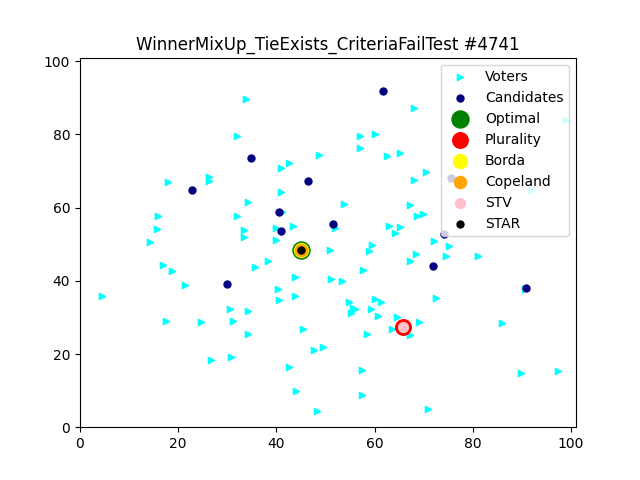 WinnerMixUp_TieExists_CriteriaFailTest #4741
100
80
60
40
20
0
0 20 40 60 80 100
Voters
Candidates
Optimal
Plurality
Borda
Copeland
STV
STAR